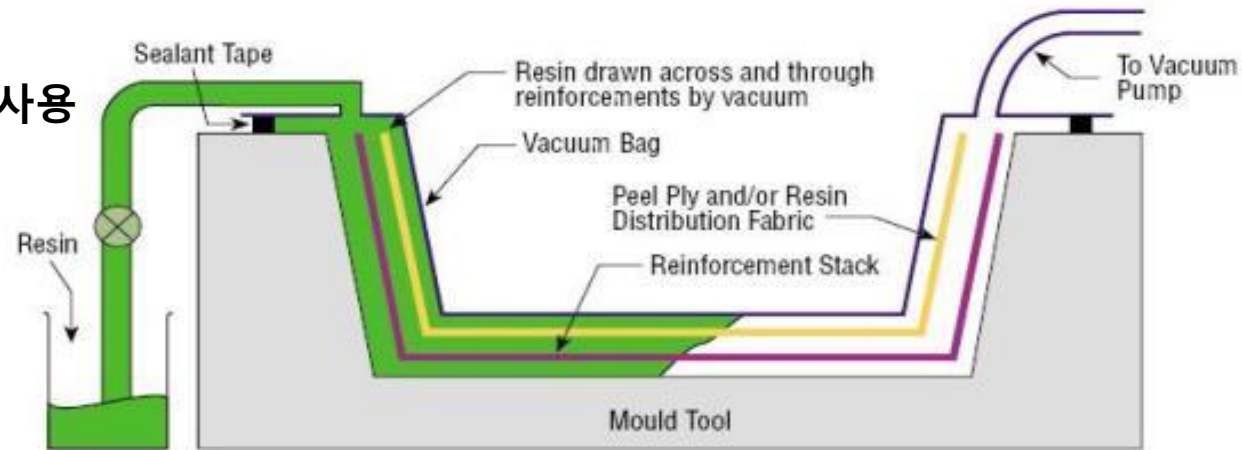 Sealant Tape
사용
Resin drawn across and through
reinforcements by vacuum
To Vacuum
Pump
Vacuum Bag
Peel Ply and/or Resin
Distribution Fabric
Resin
Reinforcement Stack
Mould Tool